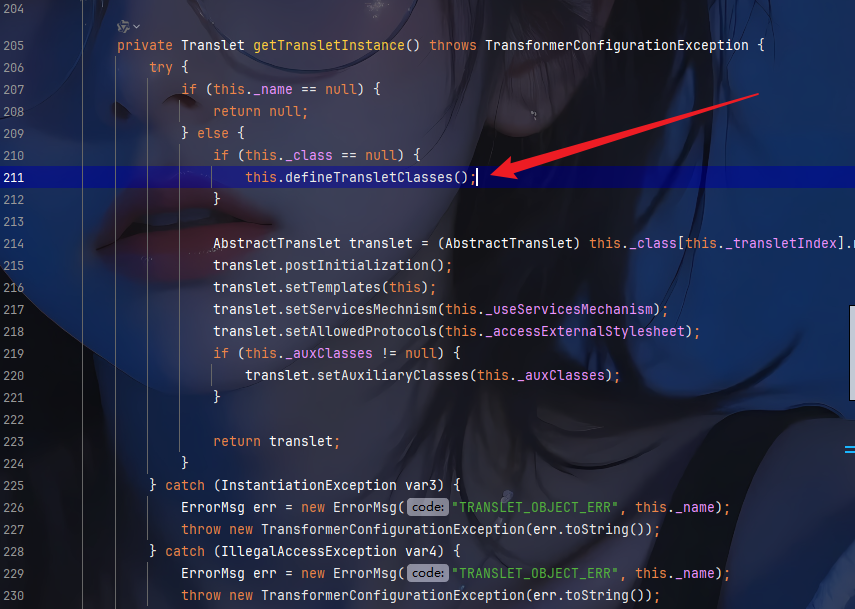 204
205 private Translet getTransletInstance() throws TransformerConfigurationException {
206 try {
207 if (this._name == null) {
208 return null;
209 } else {
210 if (this._class == null) {
211 this.defineTransletClasses();
212 }
213
214 AbstractTranslet translet = (AbstractTranslet) this._class[this._transletIndex].
215 translet.postInitialization();
216 translet.setTemplates(this);
217 translet.setServicesMechnism(this._useServicesMechanism);
218 translet.setAllowedProtocols(this._accessExternalStylesheet);
219 if (this._auxClasses != null) {
220 translet.setAuxiliaryClasses(this._auxClasses);
221 }
222
223 return translet;
224 }
225 } catch (InstantiationException var3) {
226 ErrorMsg err = new ErrorMsg( code: "TRANSLET_OBJECT_ERR", this._name);
227 throw new TransformerConfigurationException(err.toString());
228 } catch (IllegalAccessException var4) {
229 ErrorMsg err = new ErrorMsg( code: "TRANSLET_OBJECT_ERR", this._name);
230 throw new TransformerConfigurationException(err.toString());